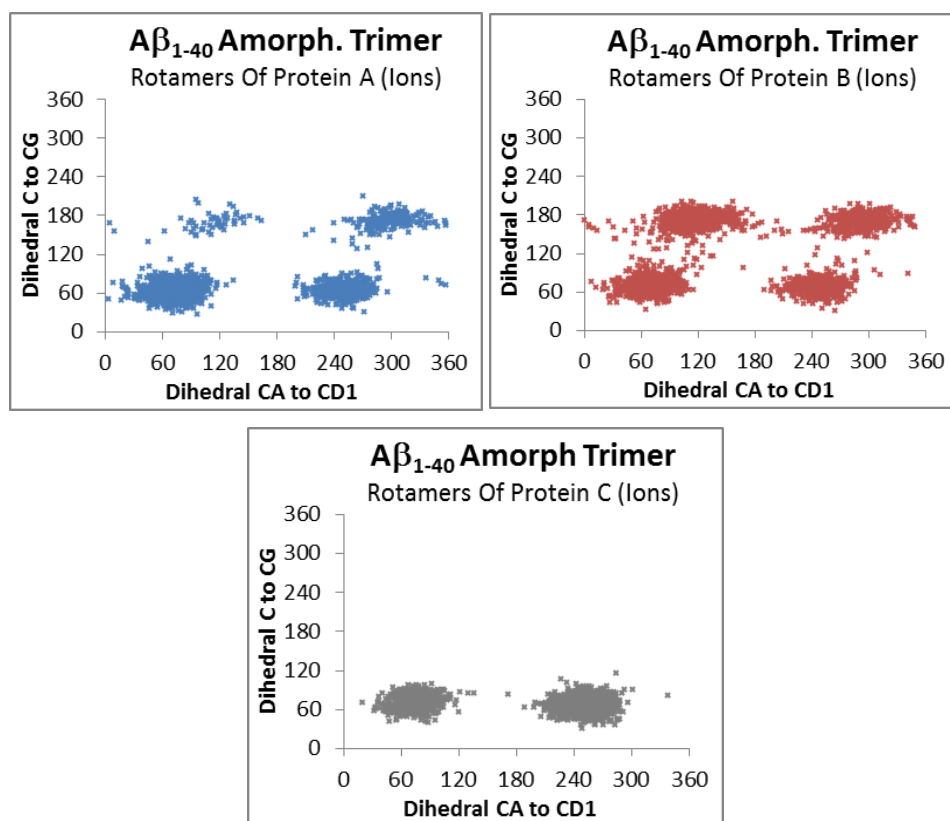 Aβ1-40 Amorph. Trimer
Rotamers Of Protein A (Ions)
360
300
240
180
120
60
0
Dihedral C to CG
0 60 120 180 240 300 360
Dihedral CA to CD1
Aβ1-40 Amorph. Trimer
Rotamers Of Protein B (Ions)
360
300
240
180
120
60
0
Dihedral C to CG
0 60 120 180 240 300 360
Dihedral CA to CD1
Aβ1-40 Amorph Trimer
Rotamers Of Protein C (Ions)
360
300
240
180
120
60
0
Dihedral C to CG
0 60 120 180 240 300 360
Dihedral CA to CD1